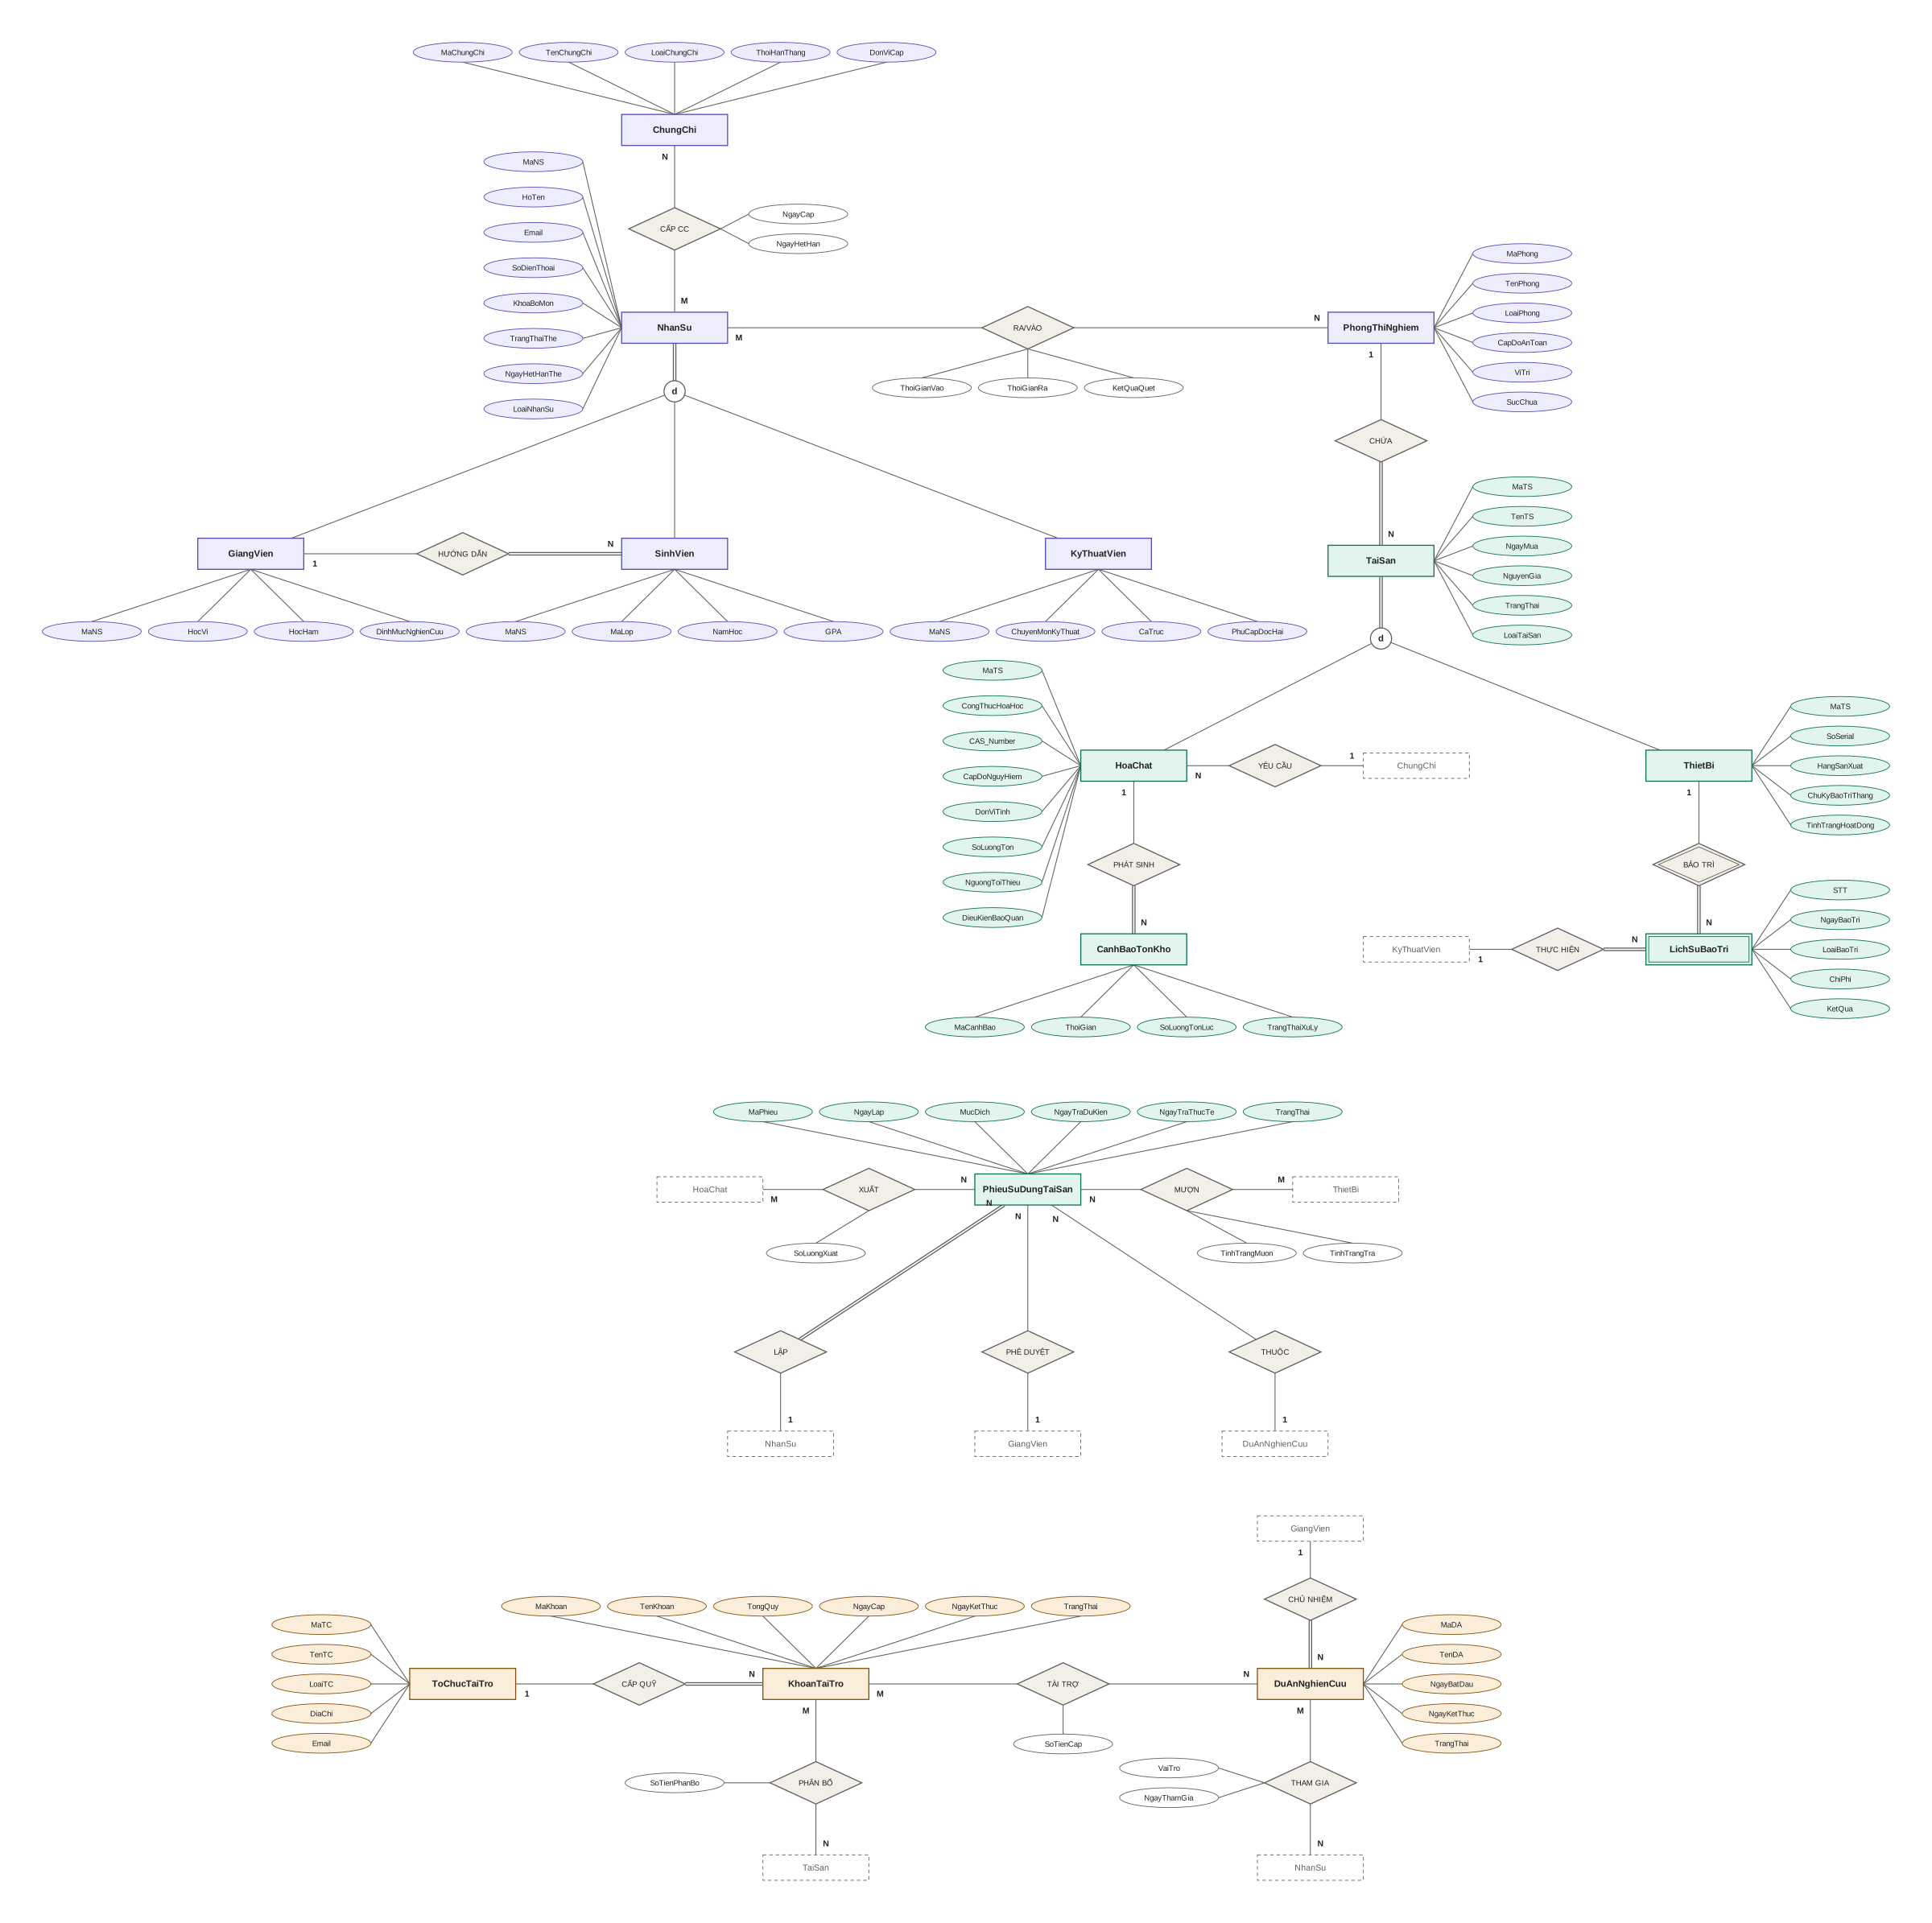 MaChungChi
TenChungChi
LoaiChungChi
ThoiHanThang
DonViCap
ChungChi
N
MaNS
HoTen
Email
SoDienThoai
KhoaBoMon
TrangThaiThe
NgayHetHanThe
LoaiNhanSu
CẤP CC
NgayCap
NgayHetHan
M
NhanSu
M
RA/VÀO
N
ThoiGianVao
ThoiGianRa
KetQuaQuet
PhongThiNghiem
MaPhong
TenPhong
LoaiPhong
CapDoAnToan
ViTri
SucChua
1
d
CHỨA
N
GiangVien
1
HƯỚNG DẪN
N
SinhVien
KyThuatVien
MaNS
HocVi
HocHam
DinhMucNghienCuu
MaNS
MaLop
NamHoc
GPA
MaNS
ChuyenMonKyThuat
CaTruc
PhuCapDocHai
TaiSan
MaTS
TenTS
NgayMua
NguyenGia
TrangThai
LoaiTaiSan
d
MaTS
CongThucHoaHoc
CAS_Number
CapDoNguyHiem
DonViTinh
SoLuongTon
NguongToiThieu
DieuKienBaoQuan
HoaChat
N
YÊU CẦU
1
ChungChi
ThietBi
MaTS
SoSerial
HangSanXuat
ChuKyBaoTriThang
TinhTrangHoatDong
1
PHÁT SINH
N
1
BẢO TRÌ
N
CanhBaoTonKho
MaCanhBao
ThoiGian
SoLuongTonLuc
TrangThaiXuLy
KyThuatVien
1
THỰC HIỆN
N
LichSuBaoTri
STT
NgayBaoTri
LoaiBaoTri
ChiPhi
KetQua
MaPhieu
NgayLap
MucDich
NgayTraDuKien
NgayTraThucTe
TrangThai
HoaChat
M
XUẤT
N
PhieuSuDungTaiSan
N
MƯỢN
M
ThietBi
SoLuongXuat
N
N
N
TinhTrangMuon
TinhTrangTra
LẬP
PHÊ DUYỆT
THUỘC
1
1
1
NhanSu
GiangVien
DuAnNghienCuu
GiangVien
1
CHỦ NHIỆM
N
MaTC
TenTC
LoaiTC
DiaChi
Email
ToChucTaiTro
1
CẤP QUỸ
N
MaKhoan
TenKhoan
TongQuy
NgayCap
NgayKetThuc
TrangThai
KhoanTaiTro
M
TÀI TRỢ
N
SoTienCap
DuAnNghienCuu
MaDA
TenDA
NgayBatDau
NgayKetThuc
TrangThai
M
SoTienPhanBo
PHÂN BỔ
N
TaiSan
M
VaiTro
NgayThamGia
THAM GIA
N
NhanSu